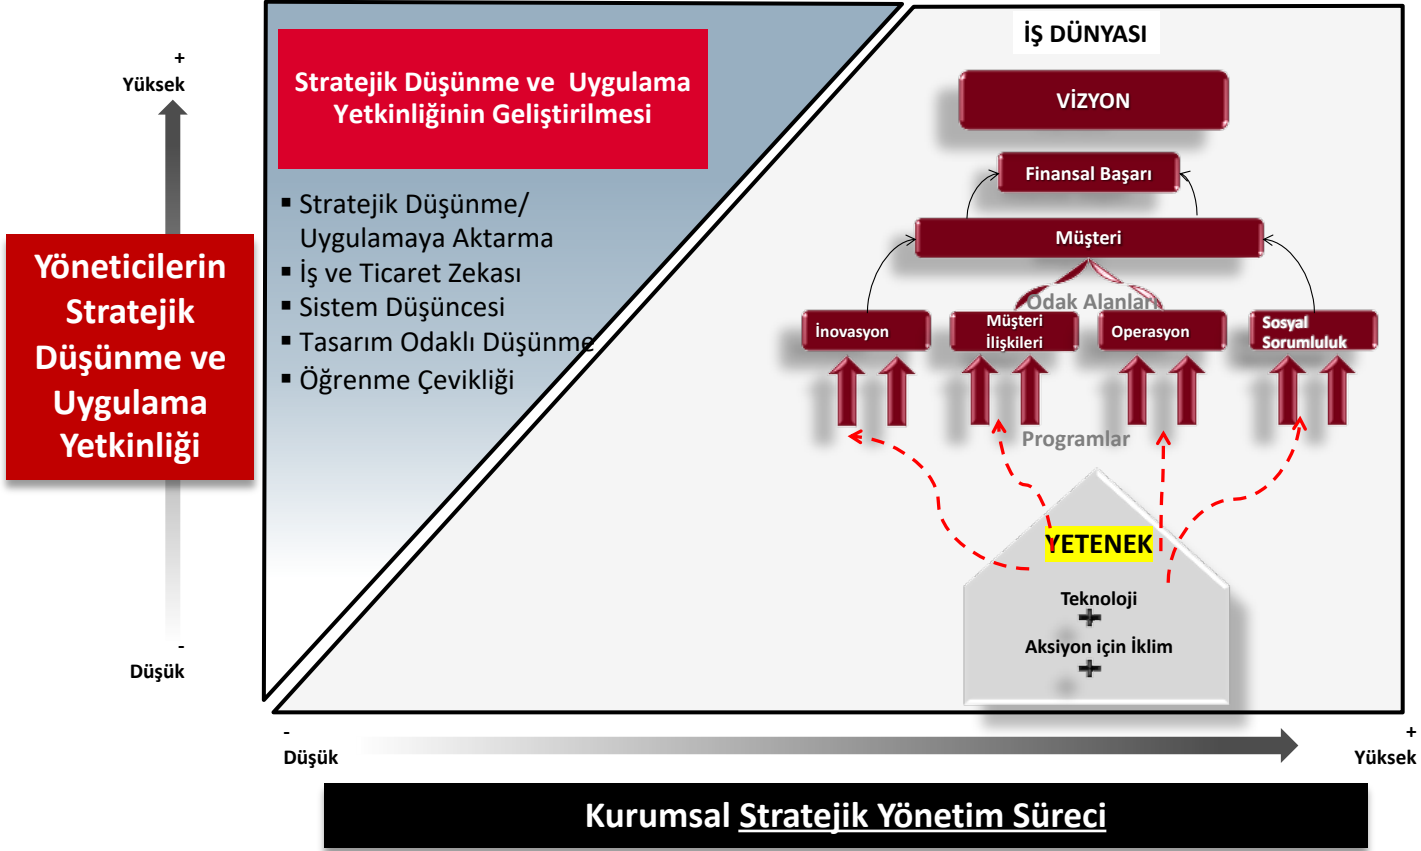 +
Yüksek
Yöneticilerin
Stratejik
Düşünme ve
Uygulama
Yetkinliği
-
Düşük
Stratejik Düşünme ve Uygulama
Yetkinliğinin Geliştirilmesi
▪ Stratejik Düşünme/
Uygulamaya Aktarma
▪ İş ve Ticaret Zekası
▪ Sistem Düşüncesi
▪ Tasarım Odaklı Düşünme
▪ Öğrenme Çevikliği
İŞ DÜNYASI
VİZYON
Finansal Başarı
Müşteri
Odak Alanları
İnovasyon
Müşteri
İlişkileri
Operasyon
Sosyal
Sorumluluk
Programlar
YETENEK
Teknoloji
+
Aksiyon için İklim
+
-
Düşük
+
Yüksek
Kurumsal Stratejik Yönetim Süreci